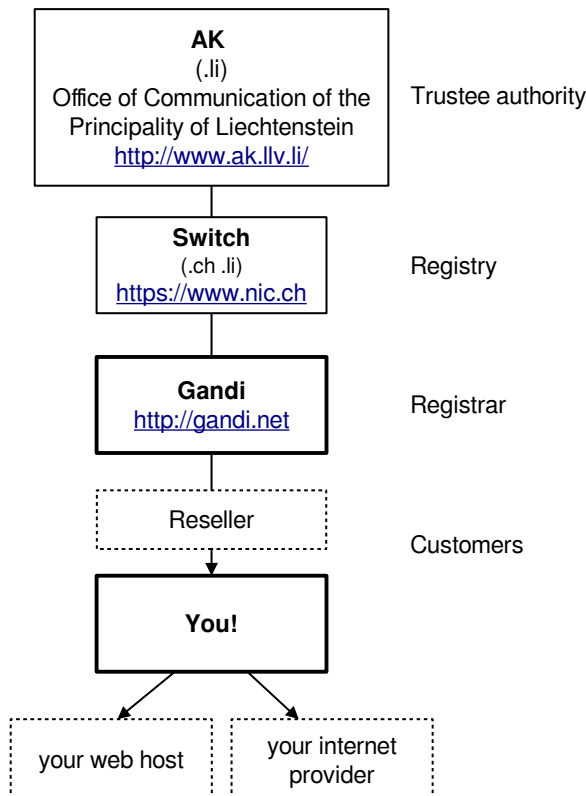 AK
(.li)
Office of Communication of the
Principality of Liechtenstein
http://www.ak.llv.li/
Trustee authority
Switch
(.ch .li)
https://www.nic.ch
Registry
Gandi
http://gandi.net
Registrar
Reseller
Customers
You!
your web host
your internet
provider